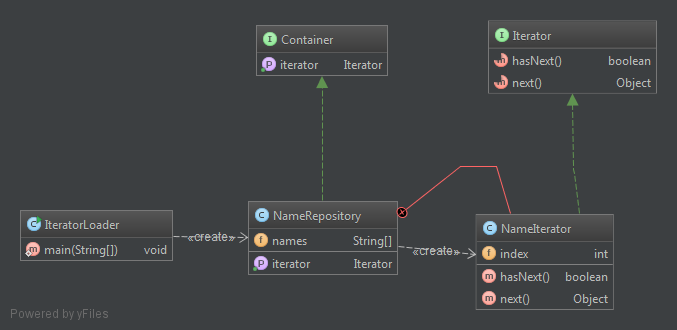 I Container
P iterator Iterator
I Iterator
m hasNext() boolean
m next() Object
C IteratorLoader
m main(String[]) void
«create»
C NameRepository
f names String[]
P iterator Iterator
«create»
C NameIterator
f index int
m hasNext() boolean
m next() Object
Powered by yFiles